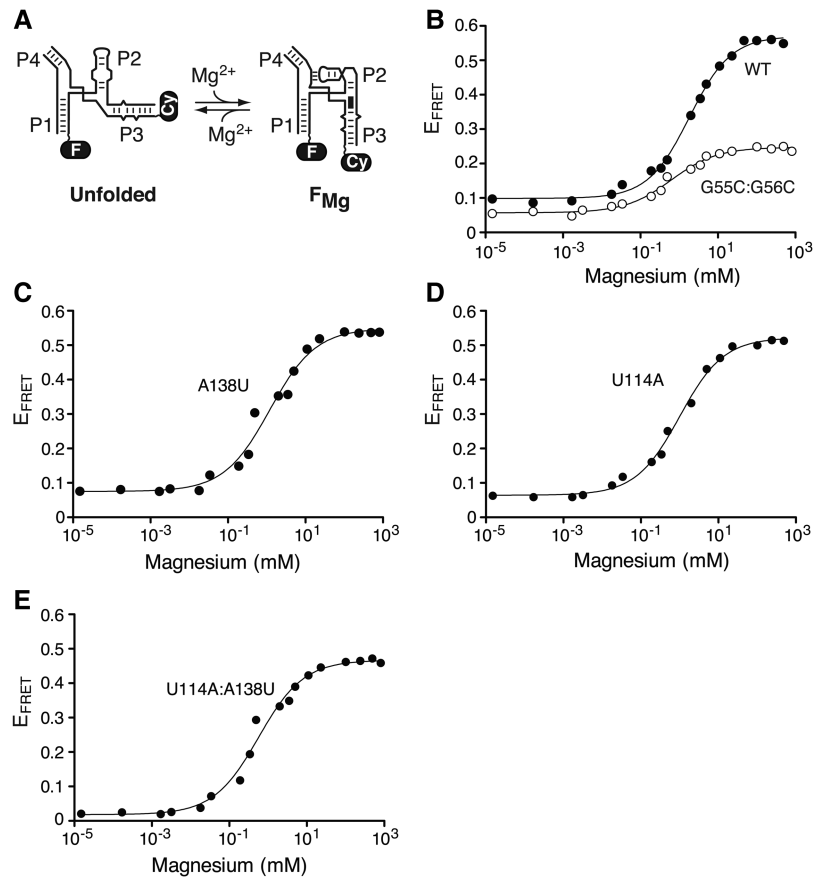 A
P4
P2
Cy
P1
P3
F
Unfolded
Mg2+
Mg2+
P4
P2
P1
P3
F
Cy
FMg
B
0.6
0.5
0.4
0.3
0.2
0.1
0
EFRET
WT
G55C:G56C
10-5
10-3
10-1
101
103
Magnesium (mM)
C
0.6
0.5
0.4
0.3
0.2
0.1
0
EFRET
A138U
10-5
10-3
10-1
101
103
Magnesium (mM)
D
0.6
0.5
0.4
0.3
0.2
0.1
0
EFRET
U114A
10-5
10-3
10-1
101
103
Magnesium (mM)
E
0.6
0.5
0.4
0.3
0.2
0.1
0
EFRET
U114A:A138U
10-5
10-3
10-1
101
103
Magnesium (mM)